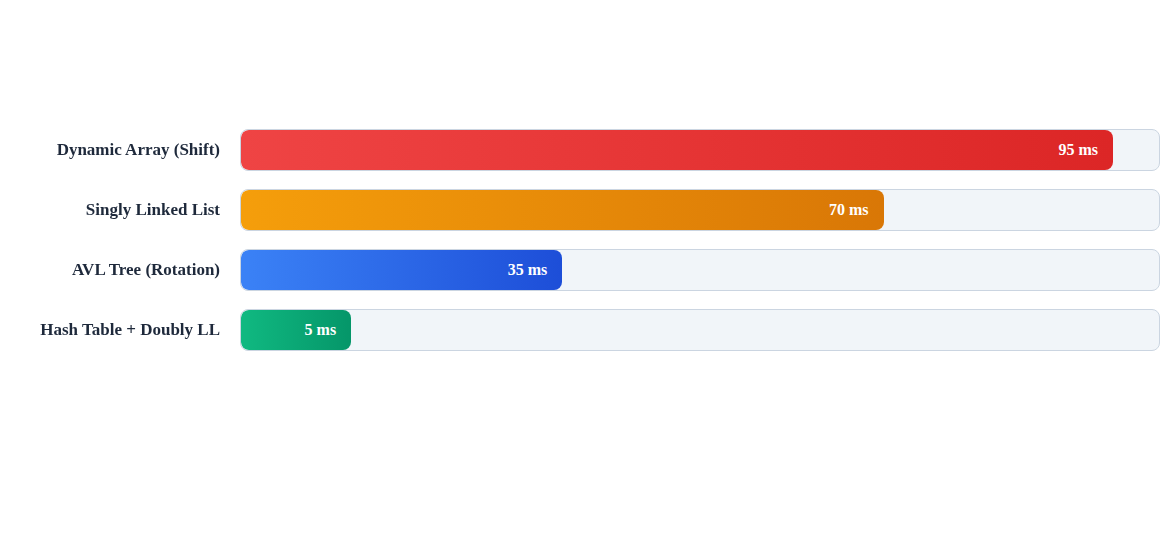 Dynamic Array (Shift) 95 ms
Singly Linked List 70 ms
AVL Tree (Rotation) 35 ms
Hash Table + Doubly LL 5 ms